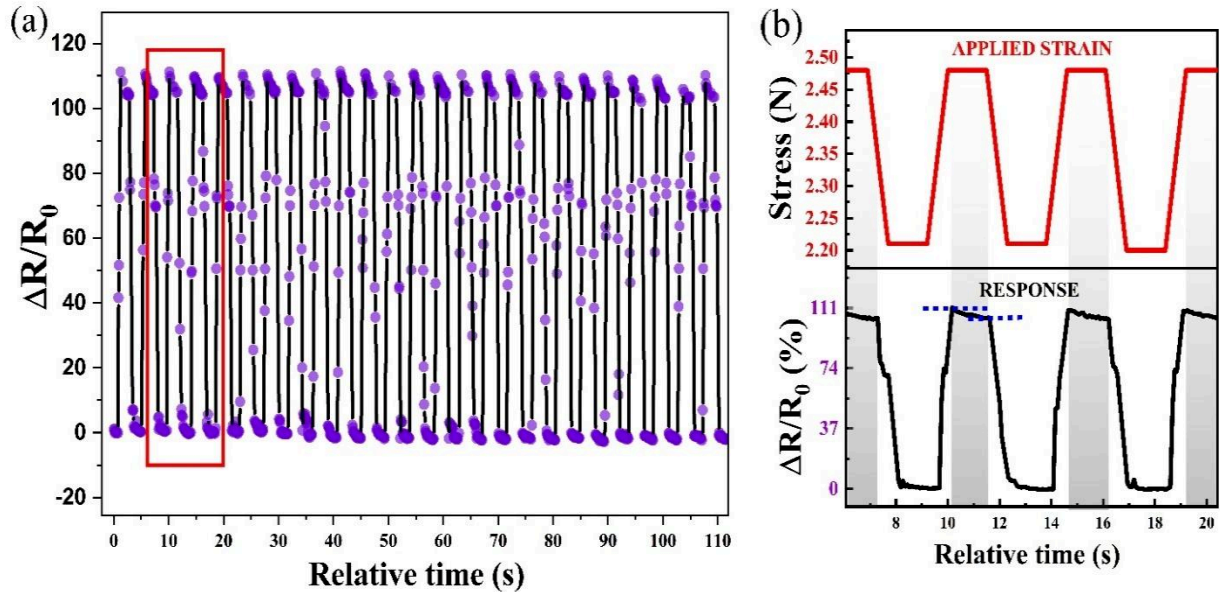 (a)
120
100
80
60
40
20
0
-20
ΔR/R0
0 10 20 30 40 50 60 70 80 90 100 110
Relative time (s)
(b)
APPLIED STRAIN
2.50
2.45
2.40
2.35
2.30
2.25
2.20
Stress (N)
RESPONSE
111
74
37
0
ΔR/R0 (%)
8 10 12 14 16 18 20
Relative time (s)